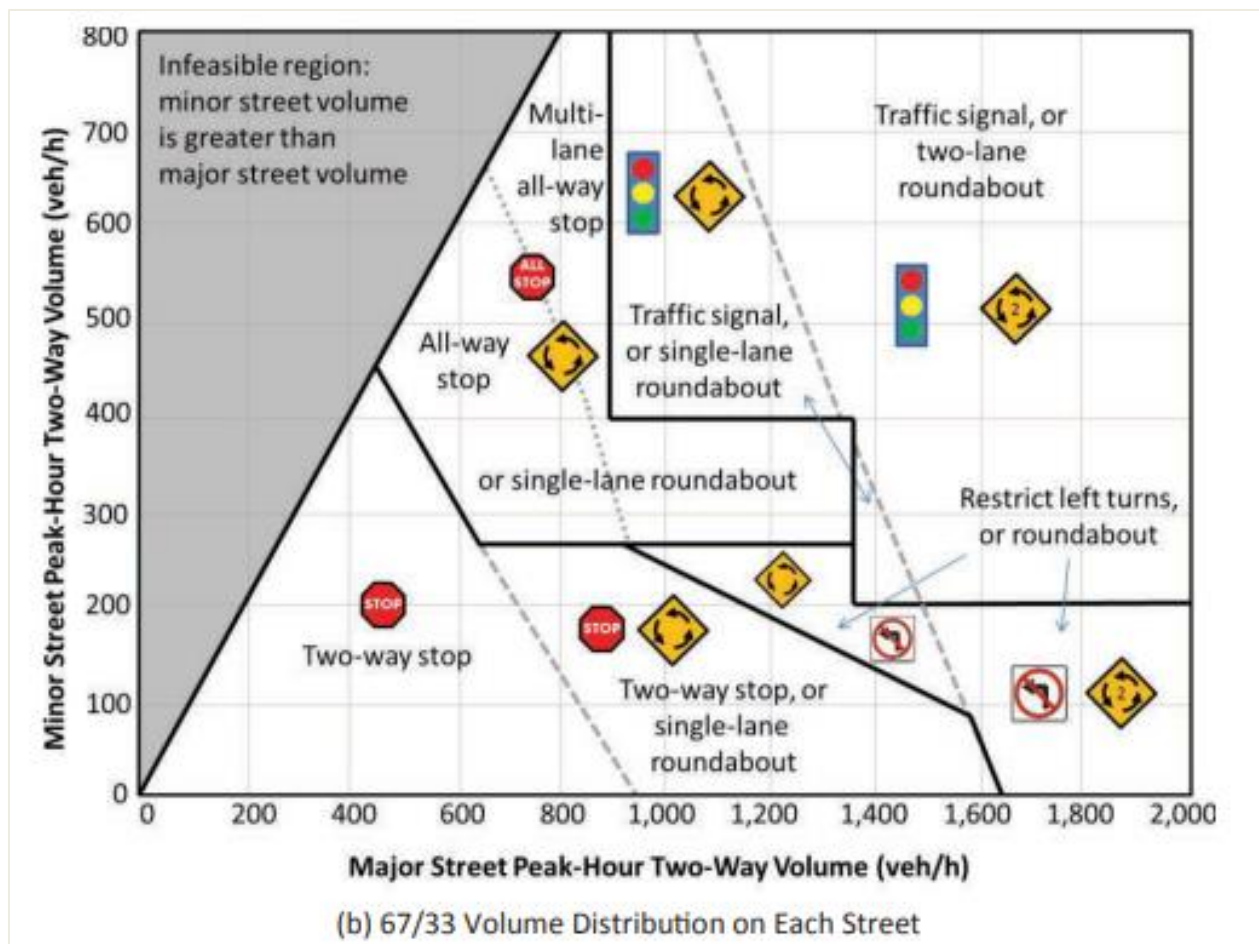 800
700
600
500
400
300
200
100
0
Minor Street Peak-Hour Two-Way Volume (veh/h)
Infeasible region:
minor street volume
is greater than
major street volume
Multi-
lane
all-way
stop
Traffic signal, or
two-lane
roundabout
ALL
STOP
2
All-way
stop
Traffic signal,
or single-lane
roundabout
or single-lane roundabout
Restrict left turns,
or roundabout
STOP
Two-way stop
STOP
Two-way stop, or
single-lane
roundabout
2
0 200 400 600 800 1,000 1,200 1,400 1,600 1,800 2,000
Major Street Peak-Hour Two-Way Volume (veh/h)
(b) 67/33 Volume Distribution on Each Street